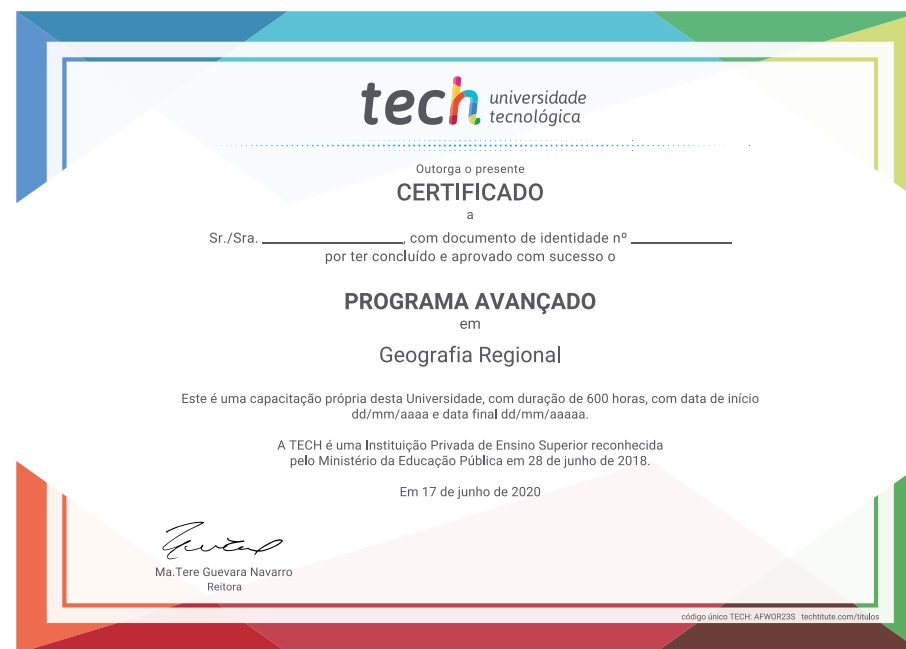 tech universidade
tecnológica
Outorga o presente
CERTIFICADO
a
Sr./Sra. ________________, com documento de identidade nº ____________
por ter concluído e aprovado com sucesso o
PROGRAMA AVANÇADO
em
Geografia Regional
Este é uma capacitação própria desta Universidade, com duração de 600 horas, com data de início
dd/mm/aaaa e data final dd/mm/aaaaa.
A TECH é uma Instituição Privada de Ensino Superior reconhecida
pelo Ministério da Educação Pública em 28 de junho de 2018.
Em 17 de junho de 2020
Ma.Tere Guevara Navarro
Reitora
código único TECH: AFWOR23S techtitute.com/titulos